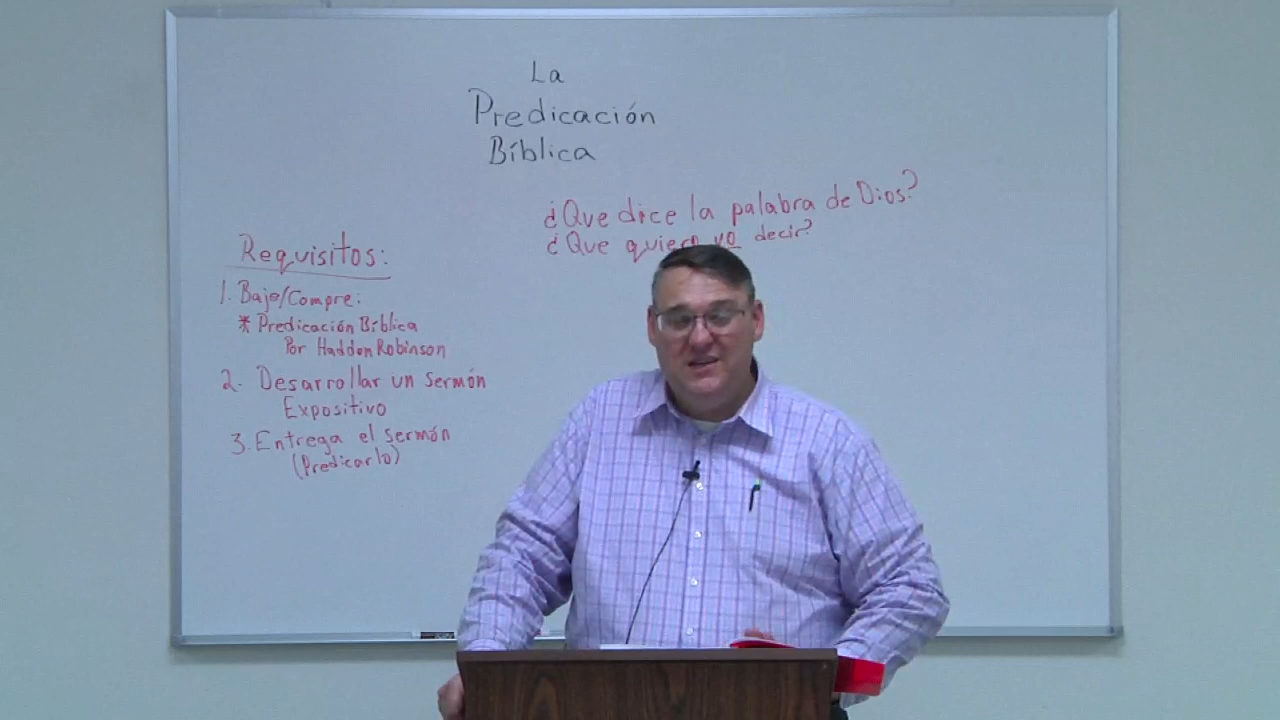 La
Predicación
Bíblica
¿Que dice la palabra de Dios?
¿Que quiero yo decir?
Requisitos:
1. Baje/Compre:
* Predicación Bíblica
Por Haddon Robinson
2. Desarrollar un sermón
Expositivo
3. Entrega el sermón
(Predicarlo)